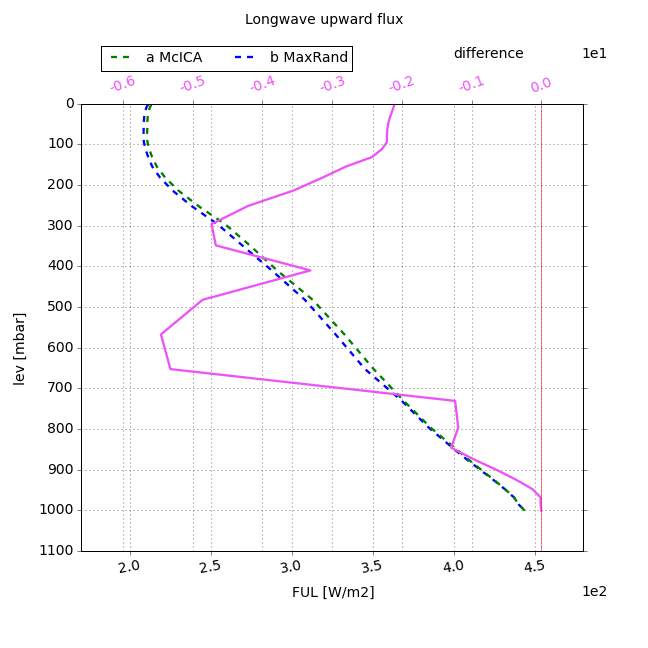 Longwave upward flux
a McICA b MaxRand difference 1e1
-0.6 -0.5 -0.4 -0.3 -0.2 -0.1 0.0
0
100
200
300
400
500
600
700
800
900
1000
1100
lev [mbar]
2.0 2.5 3.0 3.5 4.0 4.5
FUL [W/m2] 1e2